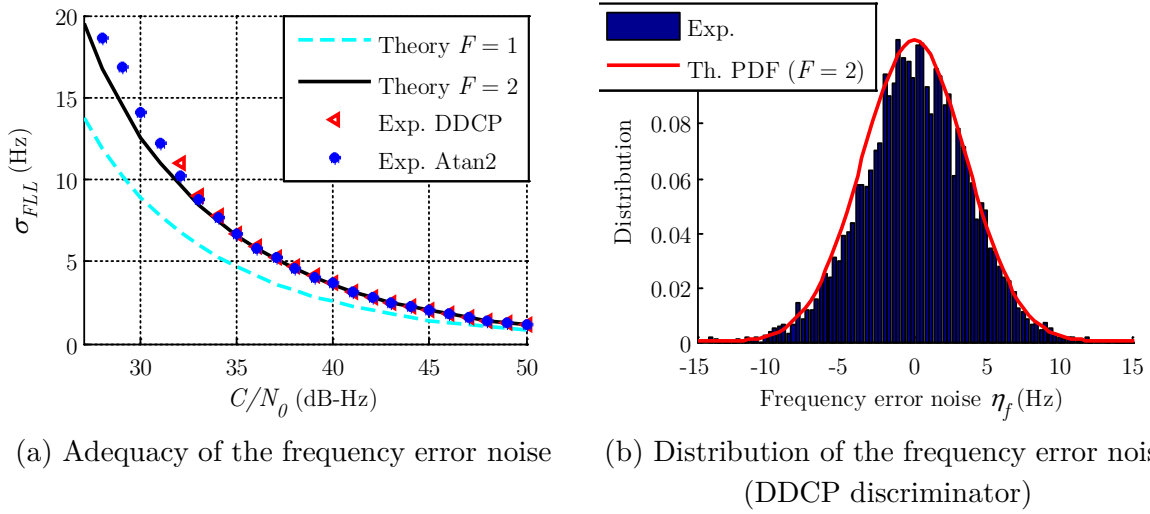 20
15
10
5
0
30
35
40
45
50
σ_FLL (Hz)
C/N_0 (dB-Hz)
Theory F = 1
Theory F = 2
Exp. DDCP
Exp. Atan2
(a) Adequacy of the frequency error noise
Exp.
Th. PDF (F = 2)
0.08
0.06
0.04
0.02
0
-15
-10
-5
0
5
10
15
Distribution
Frequency error noise η_f (Hz)
(b) Distribution of the frequency error nois
(DDCP discriminator)